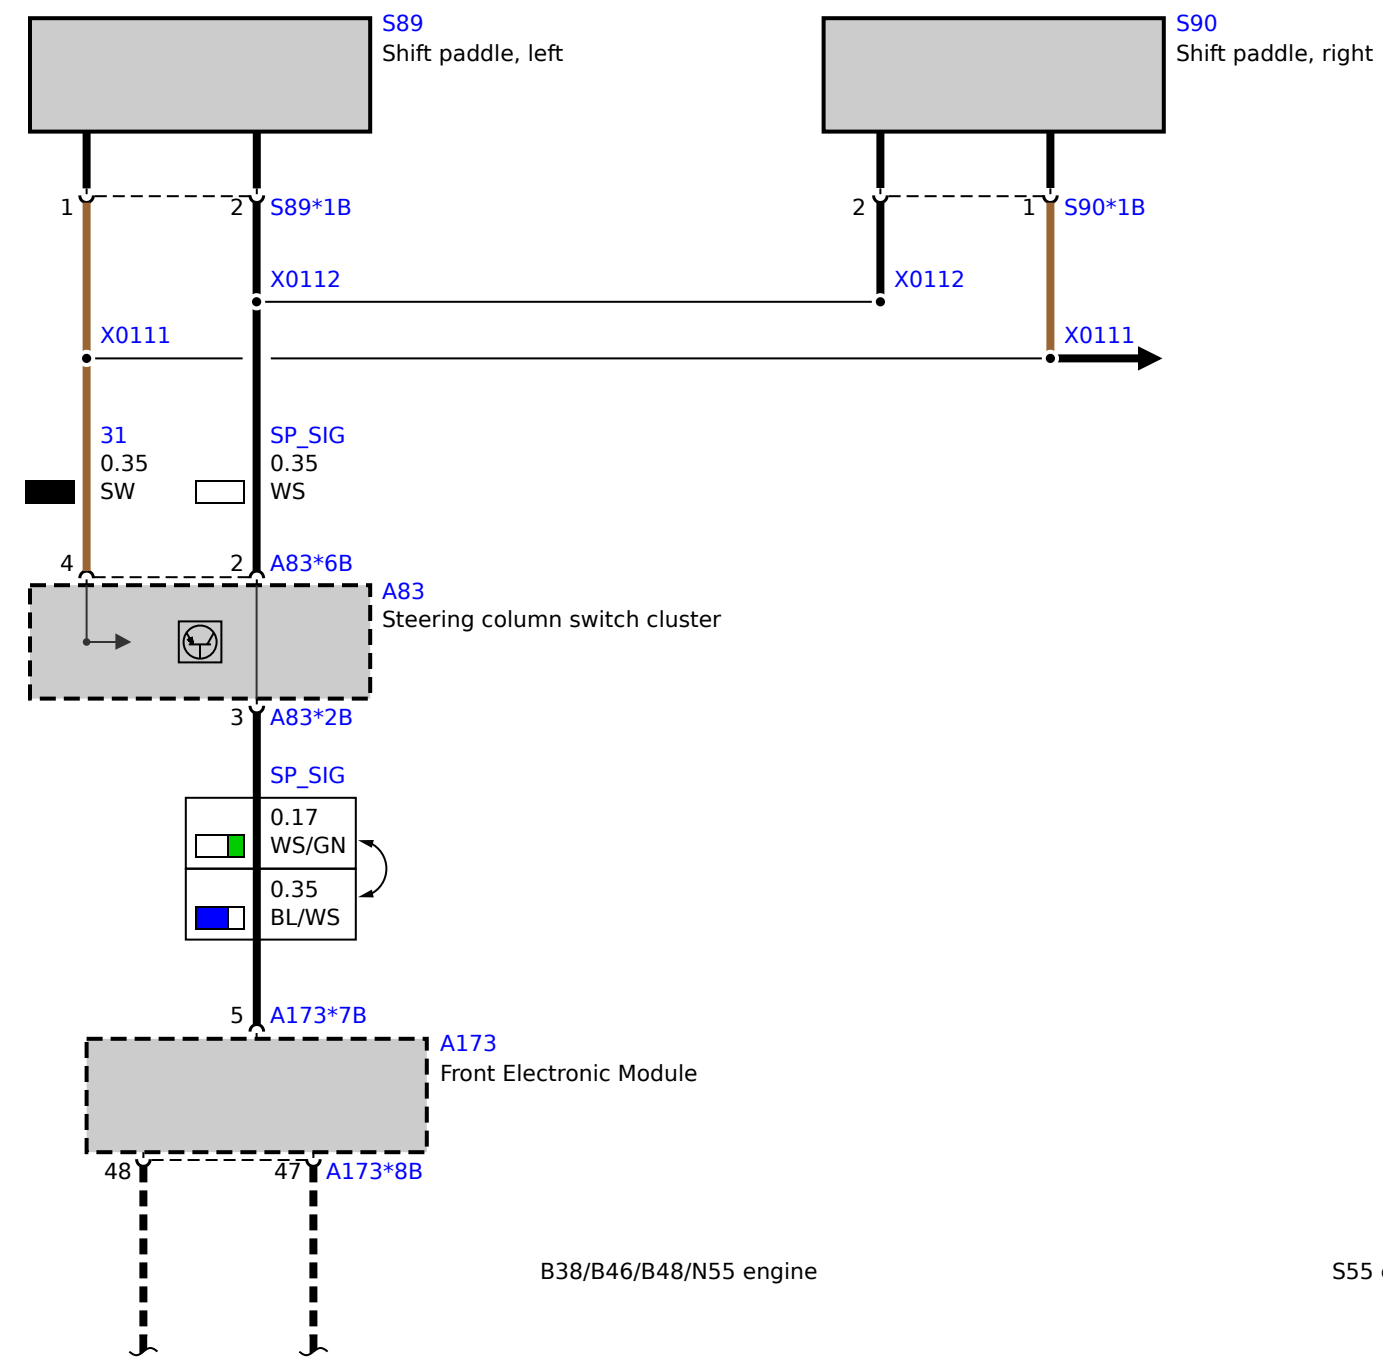 S89
Shift paddle, left
S90
Shift paddle, right
1
2
S89*1B
2
1
S90*1B
X0112
X0112
X0111
X0111
31
0.35
SW
SP_SIG
0.35
WS
4
2
A83*6B
A83
Steering column switch cluster
3
A83*2B
SP_SIG
0.17
WS/GN
0.35
BL/WS
5
A173*7B
A173
Front Electronic Module
48
47
A173*8B
B38/B46/B48/N55 engine
S55